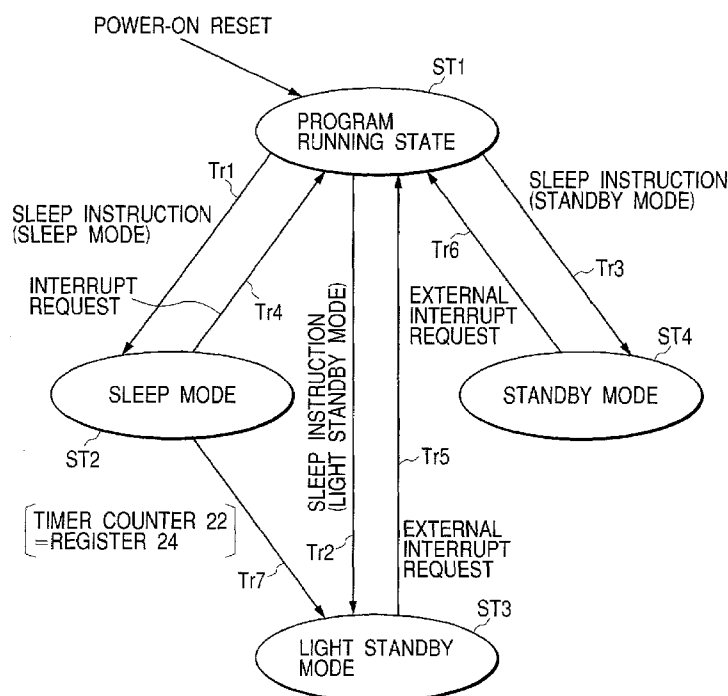 POWER-ON RESET
ST1
PROGRAM
RUNNING STATE
Tr1
SLEEP INSTRUCTION
(SLEEP MODE)
SLEEP INSTRUCTION
(STANDBY MODE)
Tr6
Tr3
INTERRUPT
REQUEST
Tr4
EXTERNAL
INTERRUPT
REQUEST
ST4
SLEEP MODE
STANDBY MODE
SLEEP INSTRUCTION
(LIGHT STANDBY MODE)
ST2
Tr5
TIMER COUNTER 22
=REGISTER 24
Tr2
EXTERNAL
INTERRUPT
REQUEST
Tr7
ST3
LIGHT STANDBY
MODE